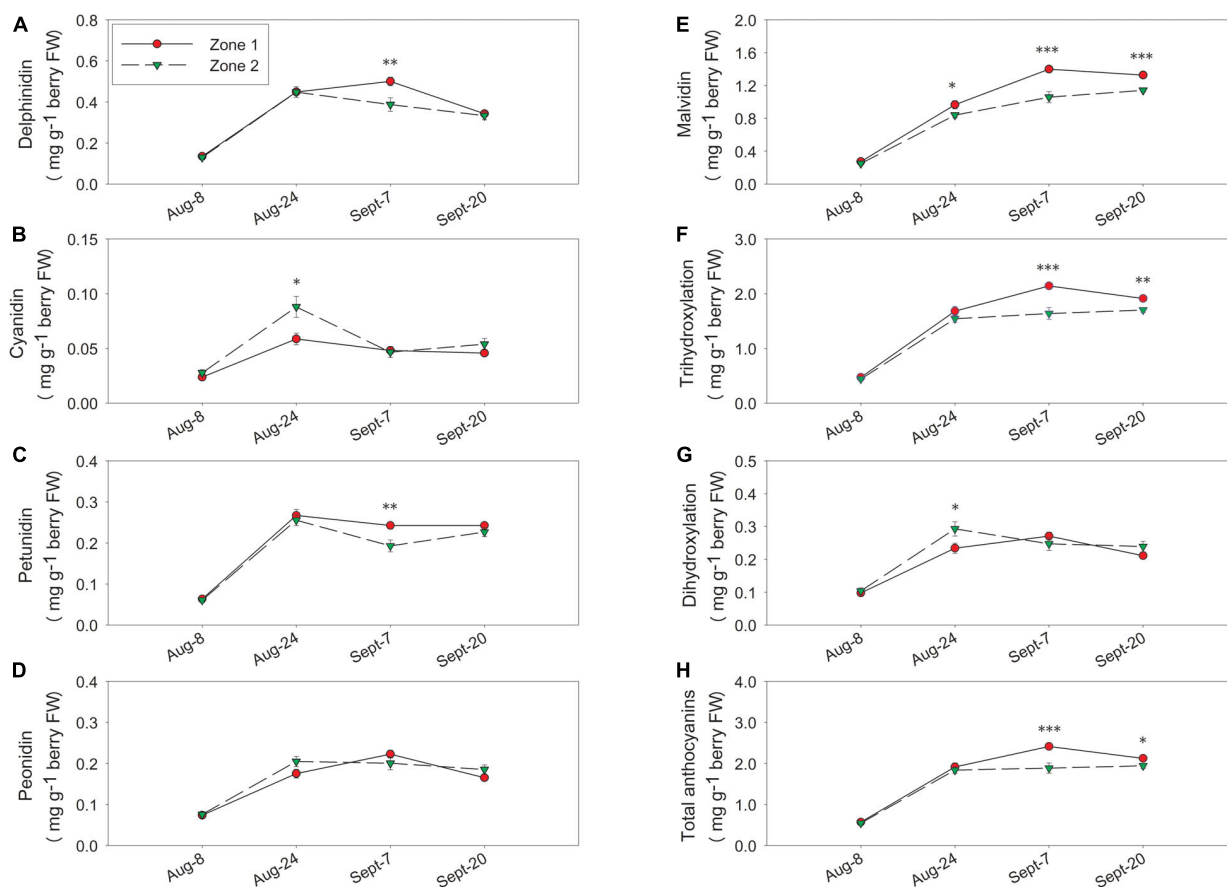 A
Delphinidin
( mg g-1 berry FW)
0.8
0.6
0.4
0.2
0.0
Zone 1
Zone 2
**
Aug-8
Aug-24
Sept-7
Sept-20
B
Cyanidin
( mg g-1 berry FW)
0.15
0.10
0.05
0.00
*
Aug-8
Aug-24
Sept-7
Sept-20
C
Petunidin
( mg g-1 berry FW)
0.4
0.3
0.2
0.1
0.0
**
Aug-8
Aug-24
Sept-7
Sept-20
D
Peonidin
( mg g-1 berry FW)
0.4
0.3
0.2
0.1
0.0
Aug-8
Aug-24
Sept-7
Sept-20
E
Malvidin
( mg g-1 berry FW)
2.0
1.6
1.2
0.8
0.4
0.0
*
***
***
Aug-8
Aug-24
Sept-7
Sept-20
F
Trihydroxylation
( mg g-1 berry FW)
3.0
2.0
1.0
0.0
***
**
Aug-8
Aug-24
Sept-7
Sept-20
G
Dihydroxylation
( mg g-1 berry FW)
0.5
0.4
0.3
0.2
0.1
0.0
*
Aug-8
Aug-24
Sept-7
Sept-20
H
Total anthocyanins
( mg g-1 berry FW)
4.0
3.0
2.0
1.0
0.0
***
*
Aug-8
Aug-24
Sept-7
Sept-20